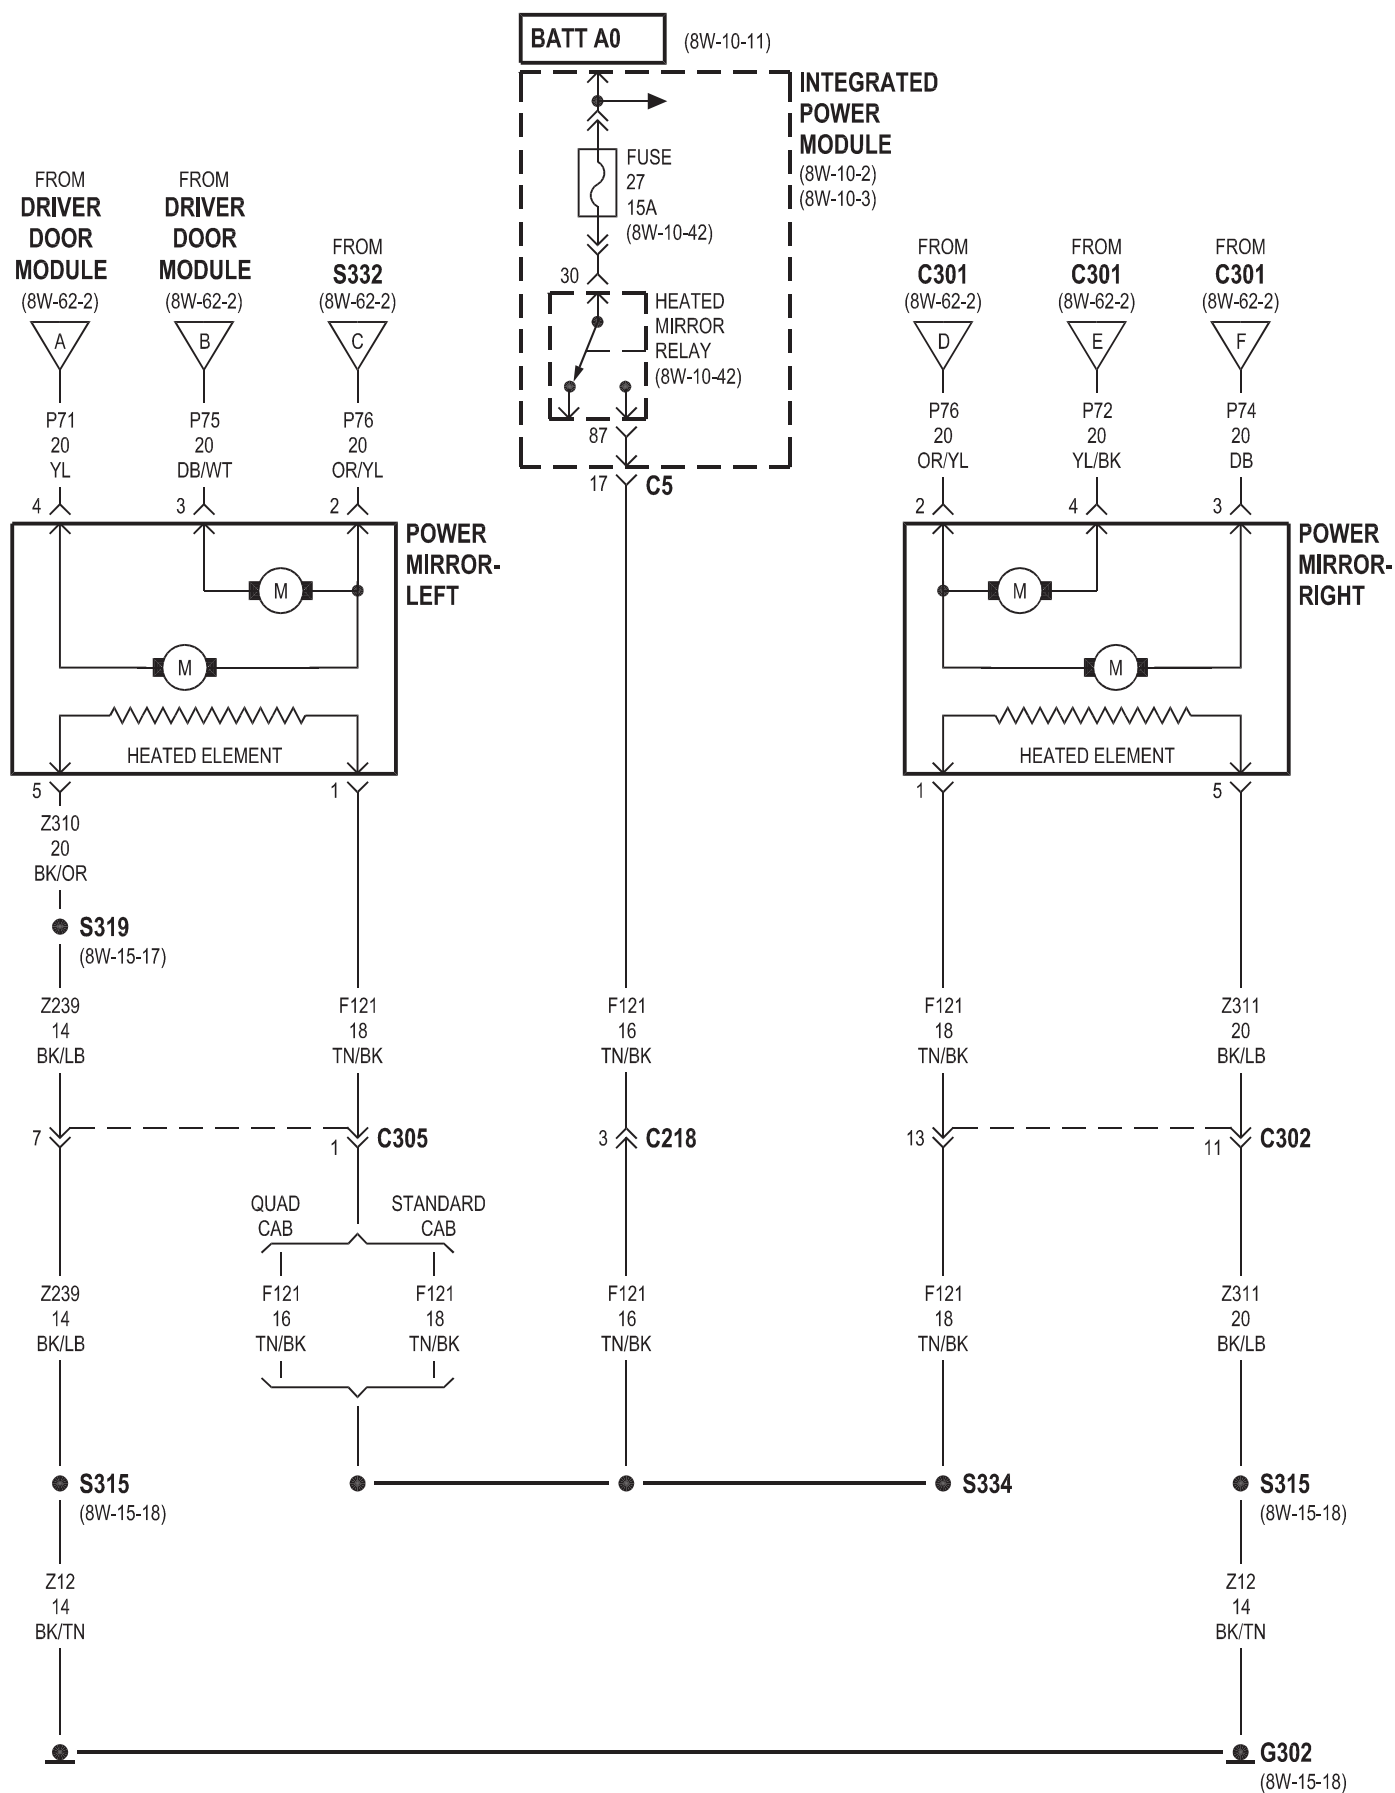 BATT A0
(8W-10-11)
INTEGRATED
POWER
MODULE
(8W-10-2)
(8W-10-3)
FUSE
27
15A
(8W-10-42)
30
HEATED
MIRROR
RELAY
(8W-10-42)
87
17
C5
FROM
DRIVER
DOOR
MODULE
(8W-62-2)
A
P71
20
YL
4
FROM
DRIVER
DOOR
MODULE
(8W-62-2)
B
P75
20
DB/WT
3
FROM
S332
(8W-62-2)
C
P76
20
OR/YL
2
FROM
C301
(8W-62-2)
D
P76
20
OR/YL
2
FROM
C301
(8W-62-2)
E
P72
20
YL/BK
4
FROM
C301
(8W-62-2)
F
P74
20
DB
3
POWER
MIRROR-
LEFT
M
M
HEATED ELEMENT
POWER
MIRROR-
RIGHT
M
M
HEATED ELEMENT
5
1
1
5
Z310
20
BK/OR
S319
(8W-15-17)
Z239
14
BK/LB
F121
18
TN/BK
F121
16
TN/BK
F121
18
TN/BK
Z311
20
BK/LB
7
1
C305
3
C218
13
11
C302
QUAD
CAB
STANDARD
CAB
Z239
14
BK/LB
F121
16
TN/BK
F121
18
TN/BK
F121
16
TN/BK
F121
18
TN/BK
Z311
20
BK/LB
S315
(8W-15-18)
S334
S315
(8W-15-18)
Z12
14
BK/TN
Z12
14
BK/TN
G302
(8W-15-18)